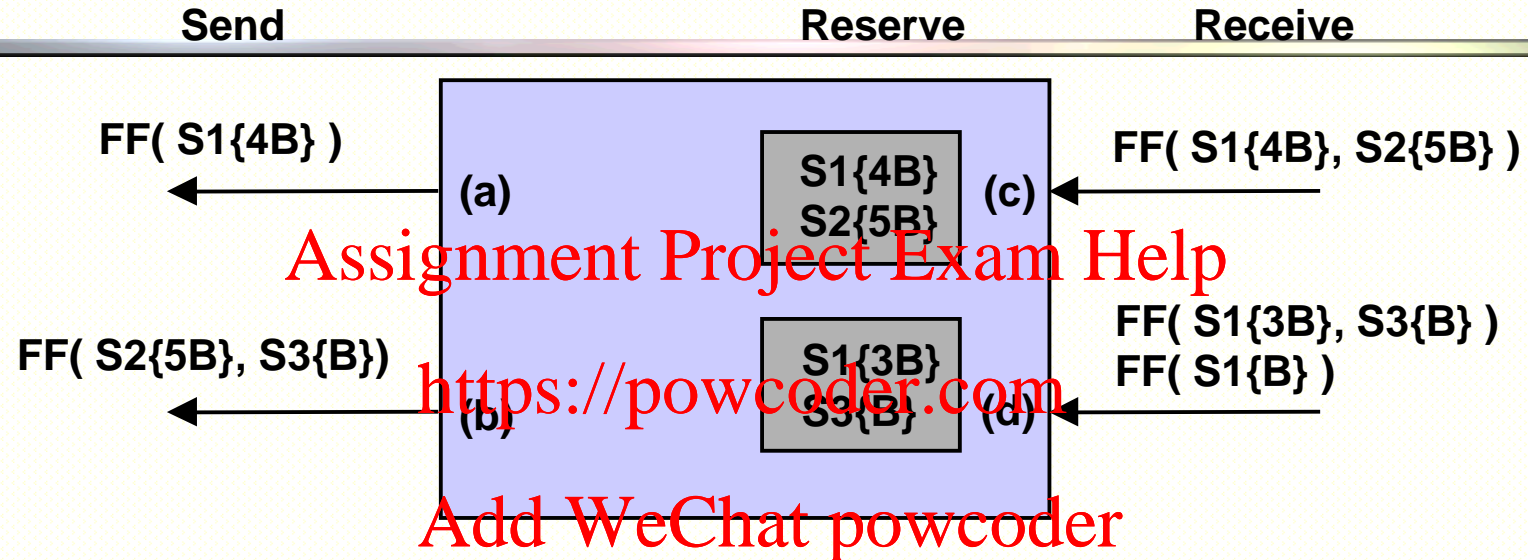 Send Reserve Receive
FF( S1{4B} )
(a)
S1{4B}
S2{5B}
(c)
FF( S1{4B}, S2{5B} )
Assignment Project Exam Help
FF( S2{5B}, S3{B})
(b)
S1{3B}
S3{B}
(d)
FF( S1{3B}, S3{B} )
FF( S1{B} )
https://powcoder.com
Add WeChat powcoder